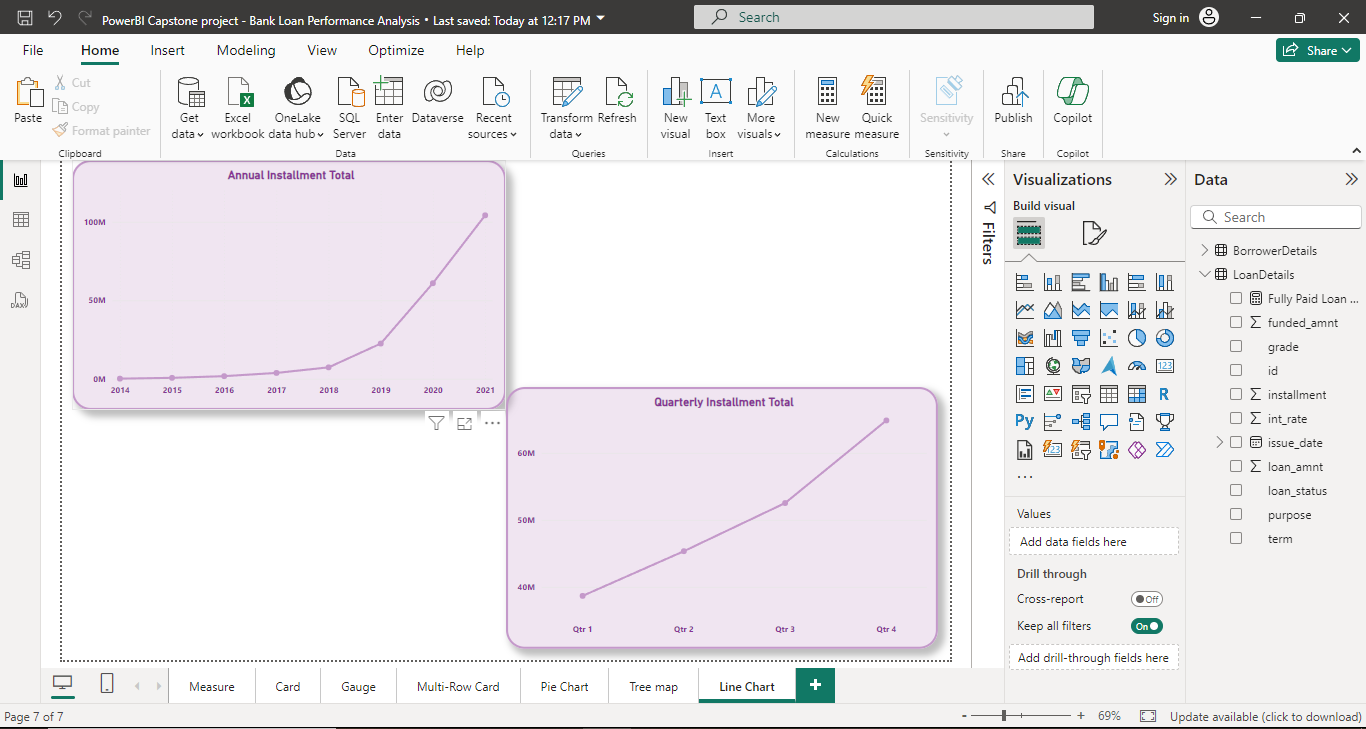 PowerBI Capstone project - Bank Loan Performance Analysis • Last saved: Today at 12:17 PM
Search
Sign in
File Home Insert Modeling View Optimize Help
Share
Paste
Cut
Copy
Format painter
Get data
Excel workbook
OneLake data hub
SQL Server
Enter data
Dataverse
Recent sources
Transform data
Refresh
New visual
Text box
More visuals
New measure
Quick measure
Sensitivity
Publish
Copilot
Clipboard Data Queries Insert Calculations Sensitivity Share Copilot
Annual Installment Total
100M
50M
0M
2014 2015 2016 2017 2018 2019 2020 2021
Quarterly Installment Total
60M
50M
40M
Qtr 1 Qtr 2 Qtr 3 Qtr 4
Filters
Visualizations
Build visual
123
R
Py
123
Values
Add data fields here
Drill through
Cross-report Off
Keep all filters On
Add drill-through fields here
Data
Search
BorrowerDetails
LoanDetails
Fully Paid Loan ...
funded_amnt
grade
id
installment
int_rate
issue_date
loan_amnt
loan_status
purpose
term
DAX
Measure Card Gauge Multi-Row Card Pie Chart Tree map Line Chart +
Page 7 of 7
- + 69%
Update available (click to download)